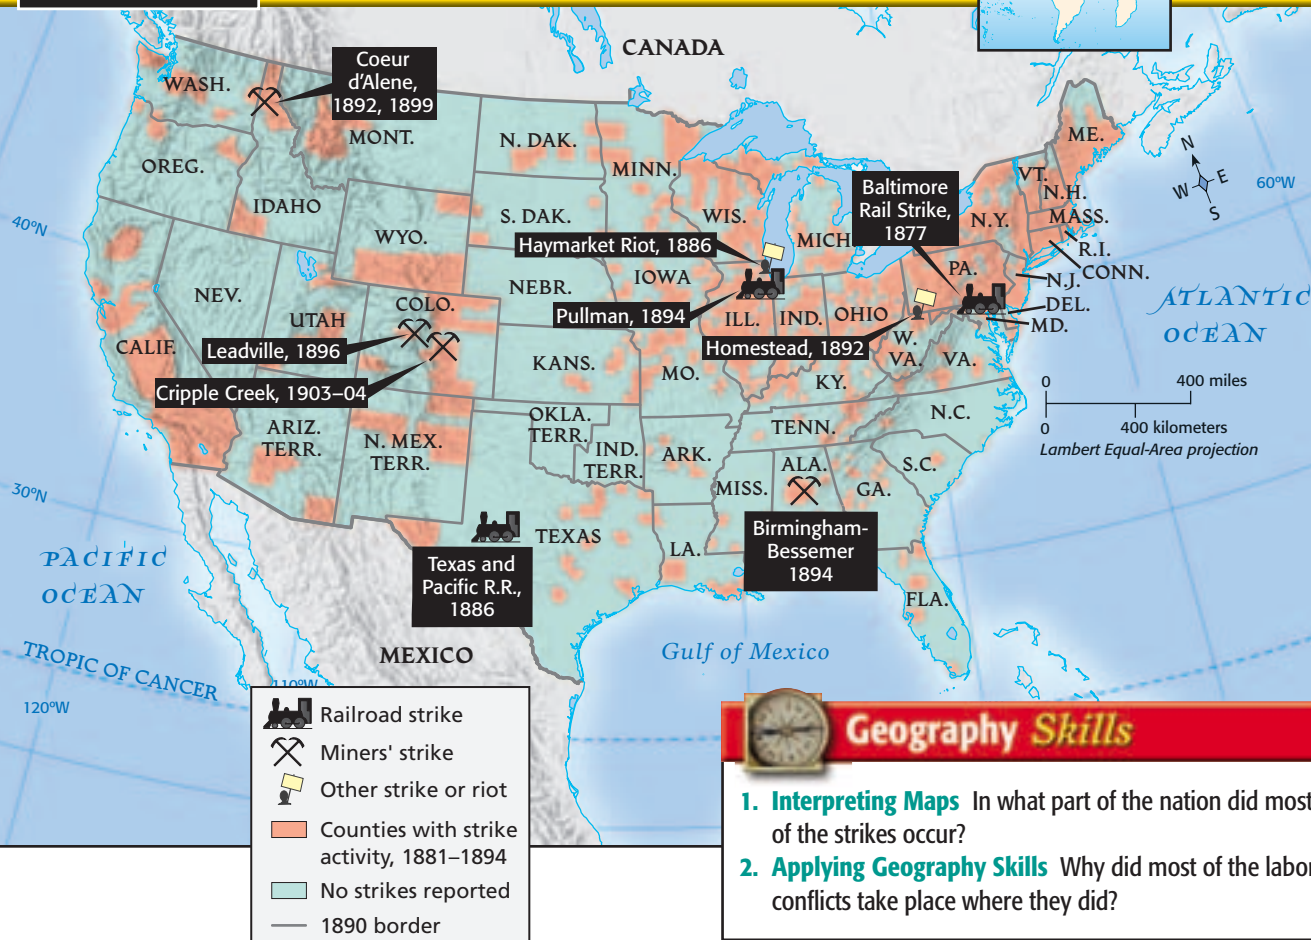 CANADA
Coeur
d'Alene,
1892, 1899
WASH.
MONT.
OREG.
IDAHO
N. DAK.
MINN.
S. DAK.
WYO.
WIS.
MICH
Baltimore
Rail Strike,
1877
ME.
VT.
N.H.
N.Y.
MASS.
R.I.
CONN.
N
W
E
S
60°W
40°N
Haymarket Riot, 1886
IOWA
NEBR.
NEV.
UTAH
COLO.
Pullman, 1894
ILL.
IND.
OHIO
PA.
N.J.
DEL.
MD.
ATLANTIC
OCEAN
CALIF.
Leadville, 1896
Cripple Creek, 1903–04
KANS.
MO.
Homestead, 1892
W.
VA.
VA.
KY.
0
400 miles
0
400 kilometers
Lambert Equal-Area projection
ARIZ.
TERR.
N. MEX.
TERR.
OKLA.
TERR.
IND.
TERR.
ARK.
TENN.
N.C.
S.C.
MISS.
ALA.
GA.
30°N
PACIFIC
OCEAN
TEXAS
LA.
Birmingham-
Bessemer
1894
Texas and
Pacific R.R.,
1886
FLA.
MEXICO
Gulf of Mexico
TROPIC OF CANCER
120°W
110°W
Railroad strike
Miners' strike
Other strike or riot
Counties with strike
activity, 1881–1894
No strikes reported
1890 border
Geography Skills
1. Interpreting Maps In what part of the nation did most
of the strikes occur?
2. Applying Geography Skills Why did most of the labor
conflicts take place where they did?